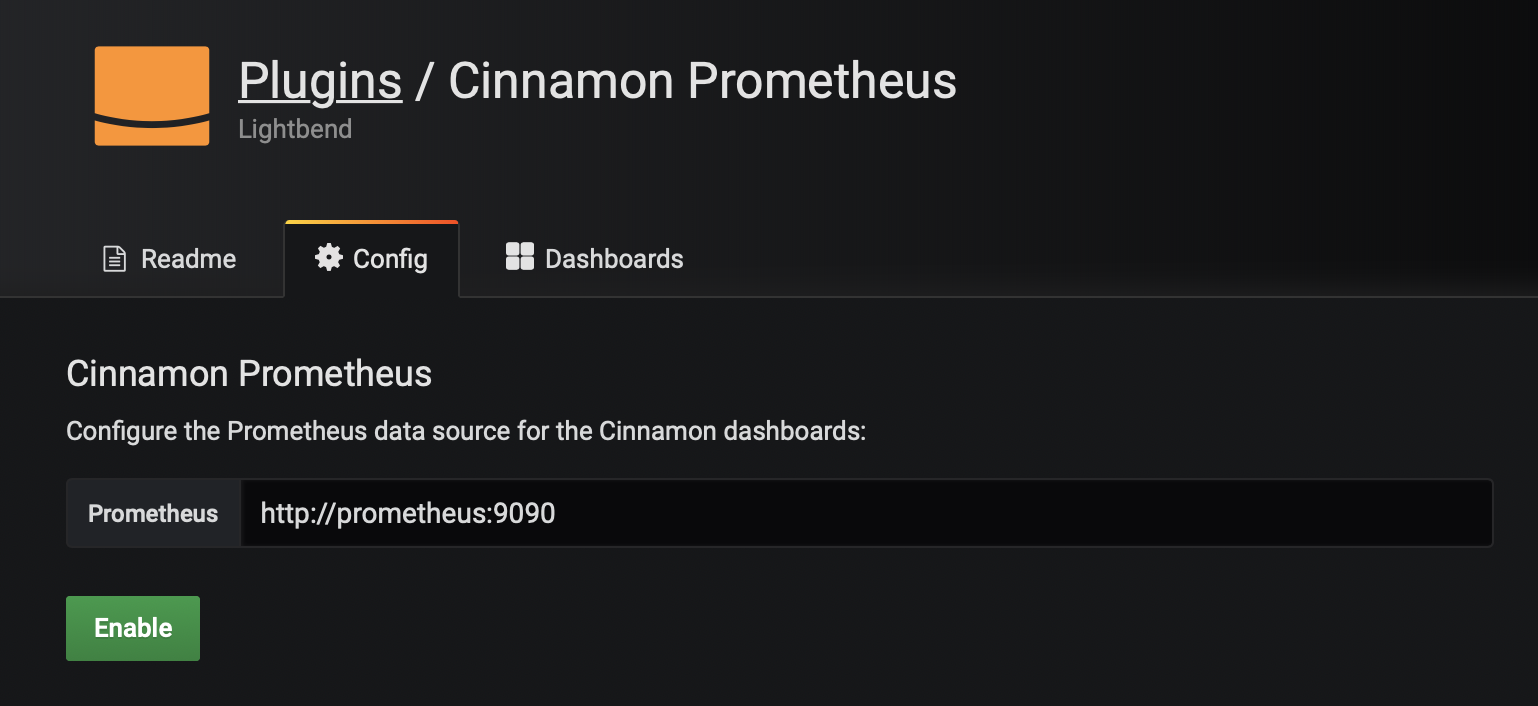 Plugins / Cinnamon Prometheus
Lightbend
Readme
Config
Dashboards
Cinnamon Prometheus
Configure the Prometheus data source for the Cinnamon dashboards:
Prometheus http://prometheus:9090
Enable